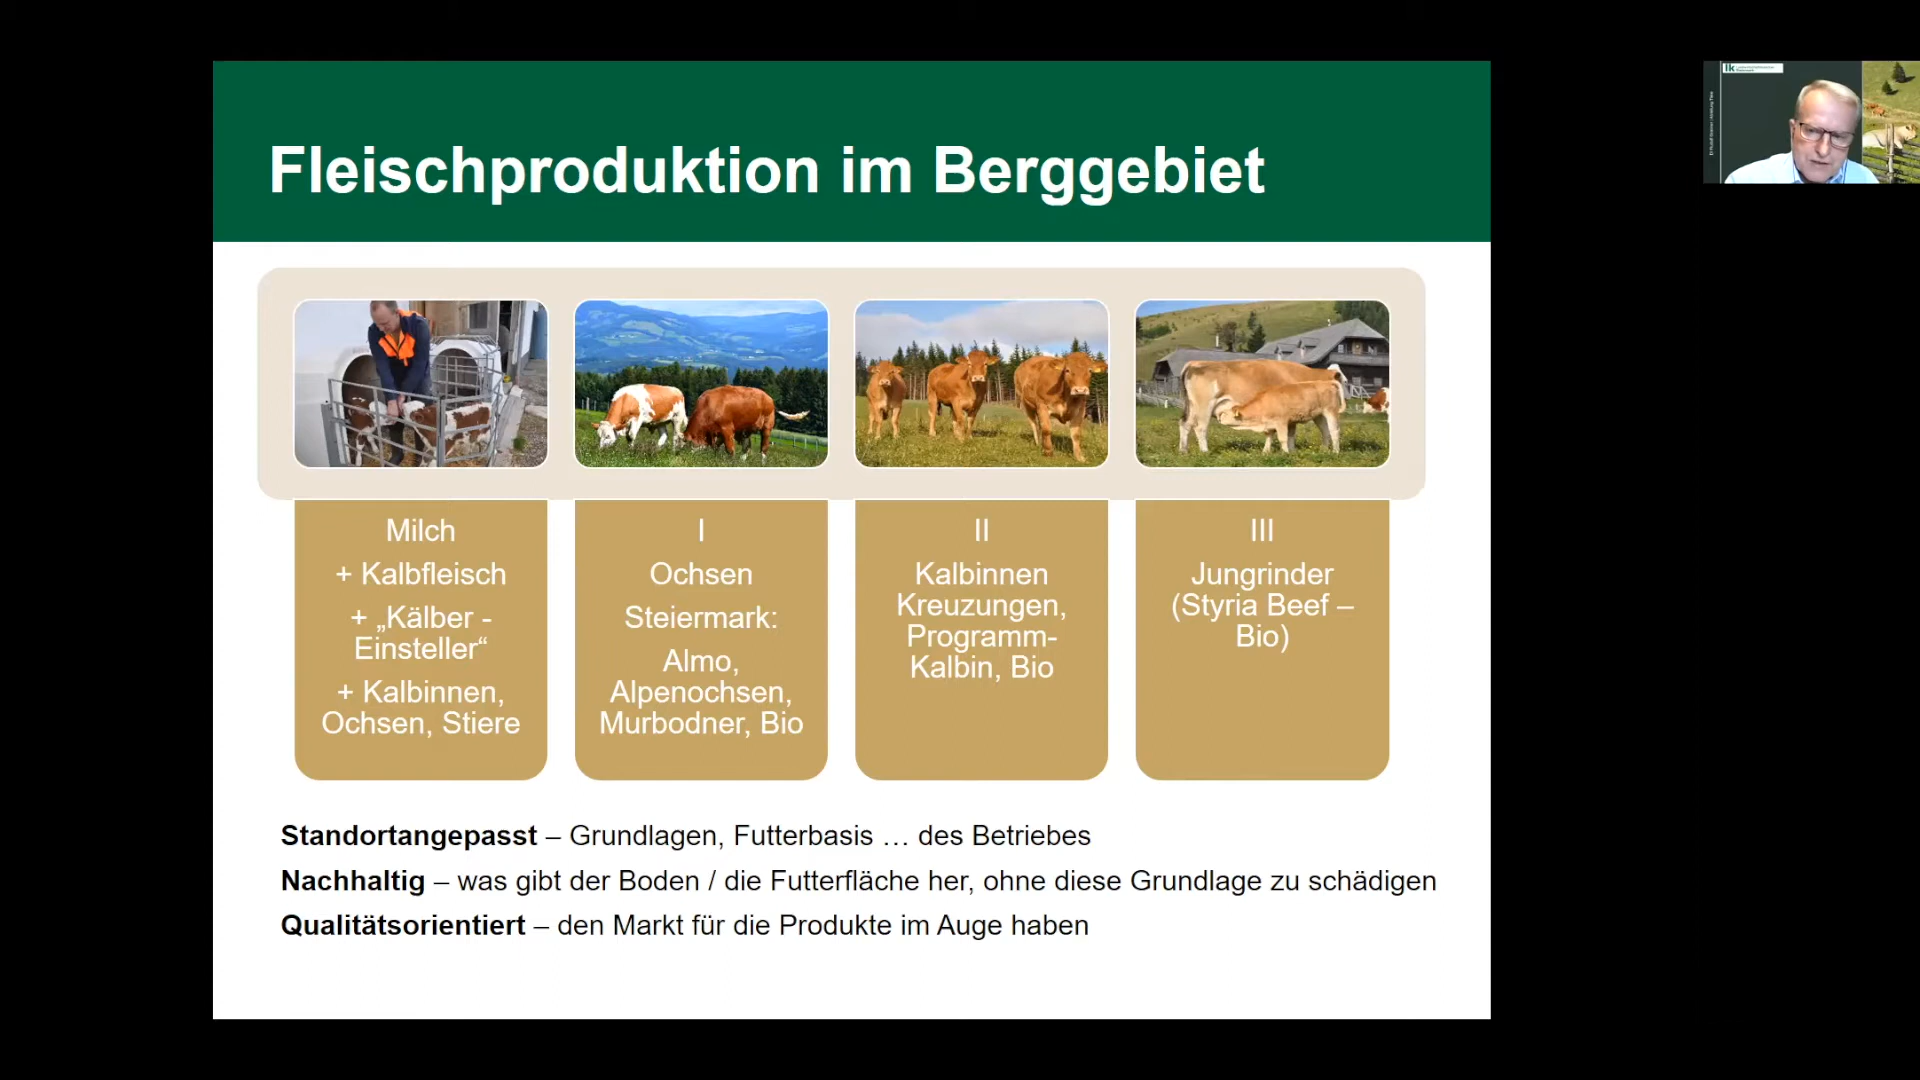 Fleischproduktion im Berggebiet
Milch
+ Kalbfleisch
+ „Kälber -
Einsteller“
+ Kalbinnen,
Ochsen, Stiere
I
Ochsen
Steiermark:
Almo,
Alpenochsen,
Murbodner, Bio
II
Kalbinnen
Kreuzungen,
Programm-
Kalbin, Bio
III
Jungrinder
(Styria Beef –
Bio)
Standortangepasst – Grundlagen, Futterbasis … des Betriebes
Nachhaltig – was gibt der Boden / die Futterfläche her, ohne diese Grundlage zu schädigen
Qualitätsorientiert – den Markt für die Produkte im Auge haben
lk